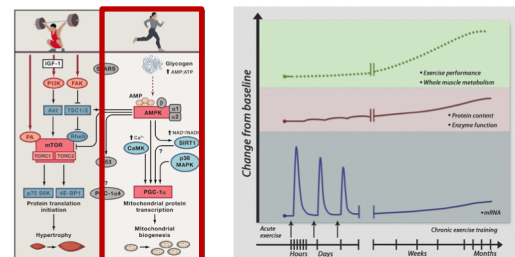 IGF-1
PI3K
FAK
Akt
TSC1/2
PA
Rheb
mTOR
TORC1
TORC2
p70 S6K
4E-BP1
Protein translation
initiation
Hypertrophy
Glycogen
↑ AMP:ATP
AMP
β
α1
α2
AMPK
↑ Ca²⁺
CaMK
SIRT1
?
p38
MAPK
PGC-1α4
PGC-1α
Mitochondrial protein
transcription
Mitochondrial
biogenesis
Change from baseline
• Exercise performance
• Whole muscle metabolism
• Protein content
• Enzyme function
• mRNA
Acute
exercise
Chronic exercise training
Hours
Days
Weeks
Months